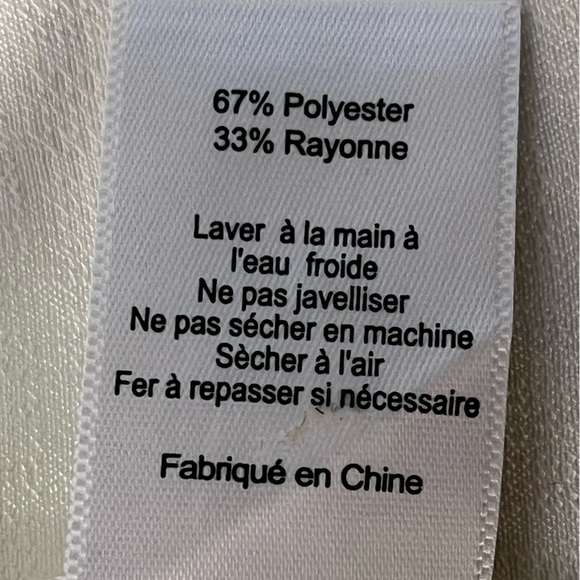 67% Polyester
33% Rayonne
Laver à la main à
l'eau froide
Ne pas javelliser
Ne pas sécher en machine
Sècher à l'air
Fer à repasser si nécessaire
Fabriqué en Chine